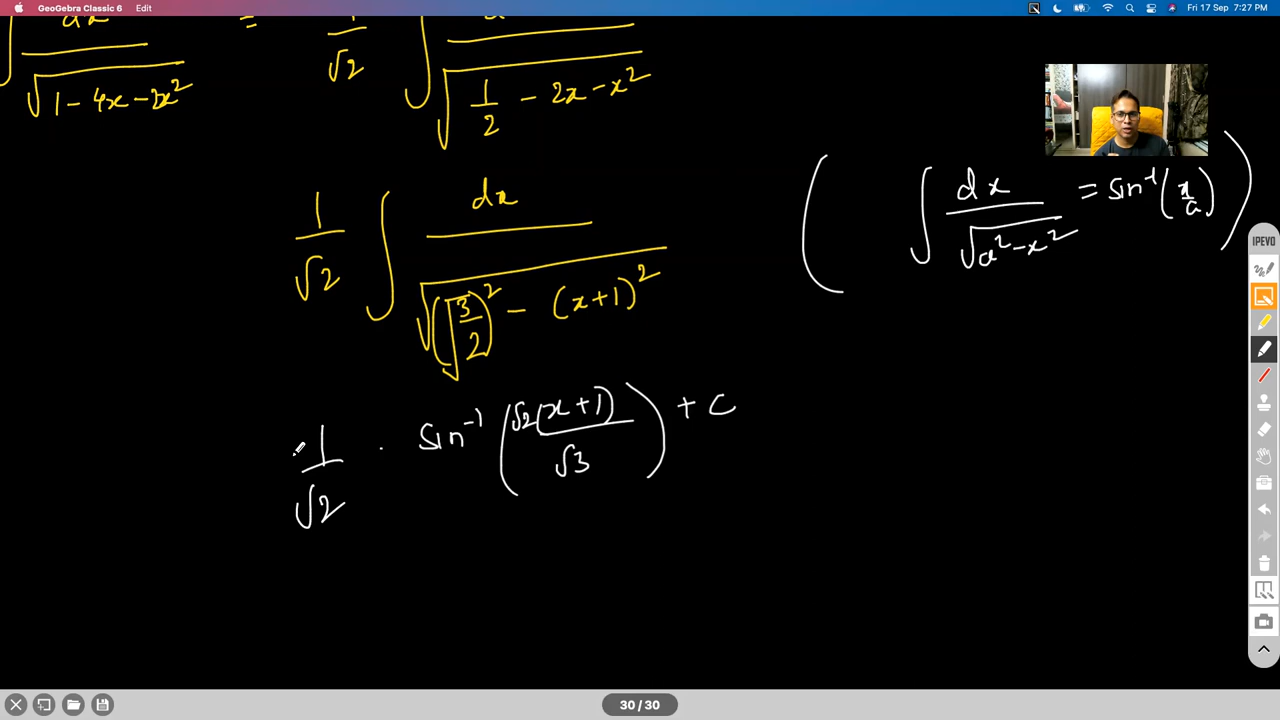 GeoGebra Classic 6 Edit Fri 17 Sep 7:27 PM
∫ dx / √(1 - 4x - 2x²) = 1/√2 ∫ / √(1/2 - 2x - x²)
1/√2 ∫ dx / √((√(3/2))² - (x+1)²)
( ∫ dx / √(a² - x²) = sin⁻¹(x/a) )
1/√2 · sin⁻¹( √2(x+1) / √3 ) + c
IPEVO
30 / 30